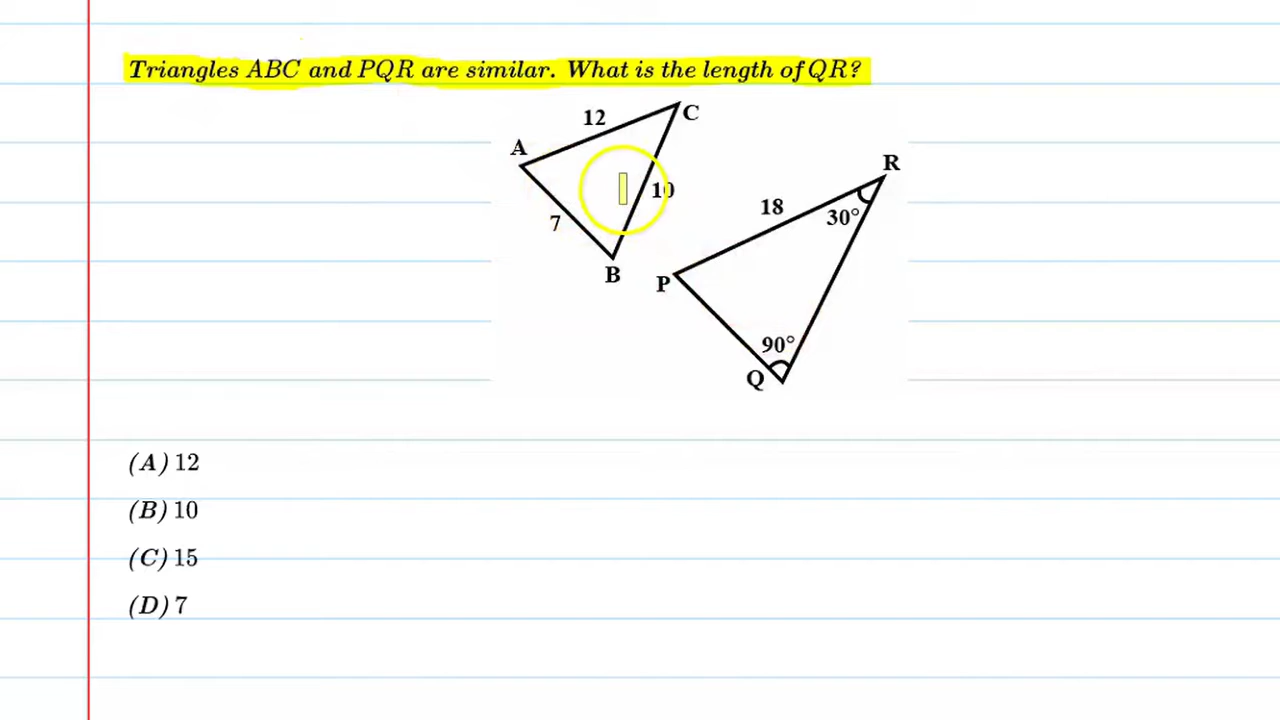 Triangles ABC and PQR are similar. What is the length of QR?
12
C
A
R
10
18
7
30°
B
P
90°
Q
(A) 12
(B) 10
(C) 15
(D) 7